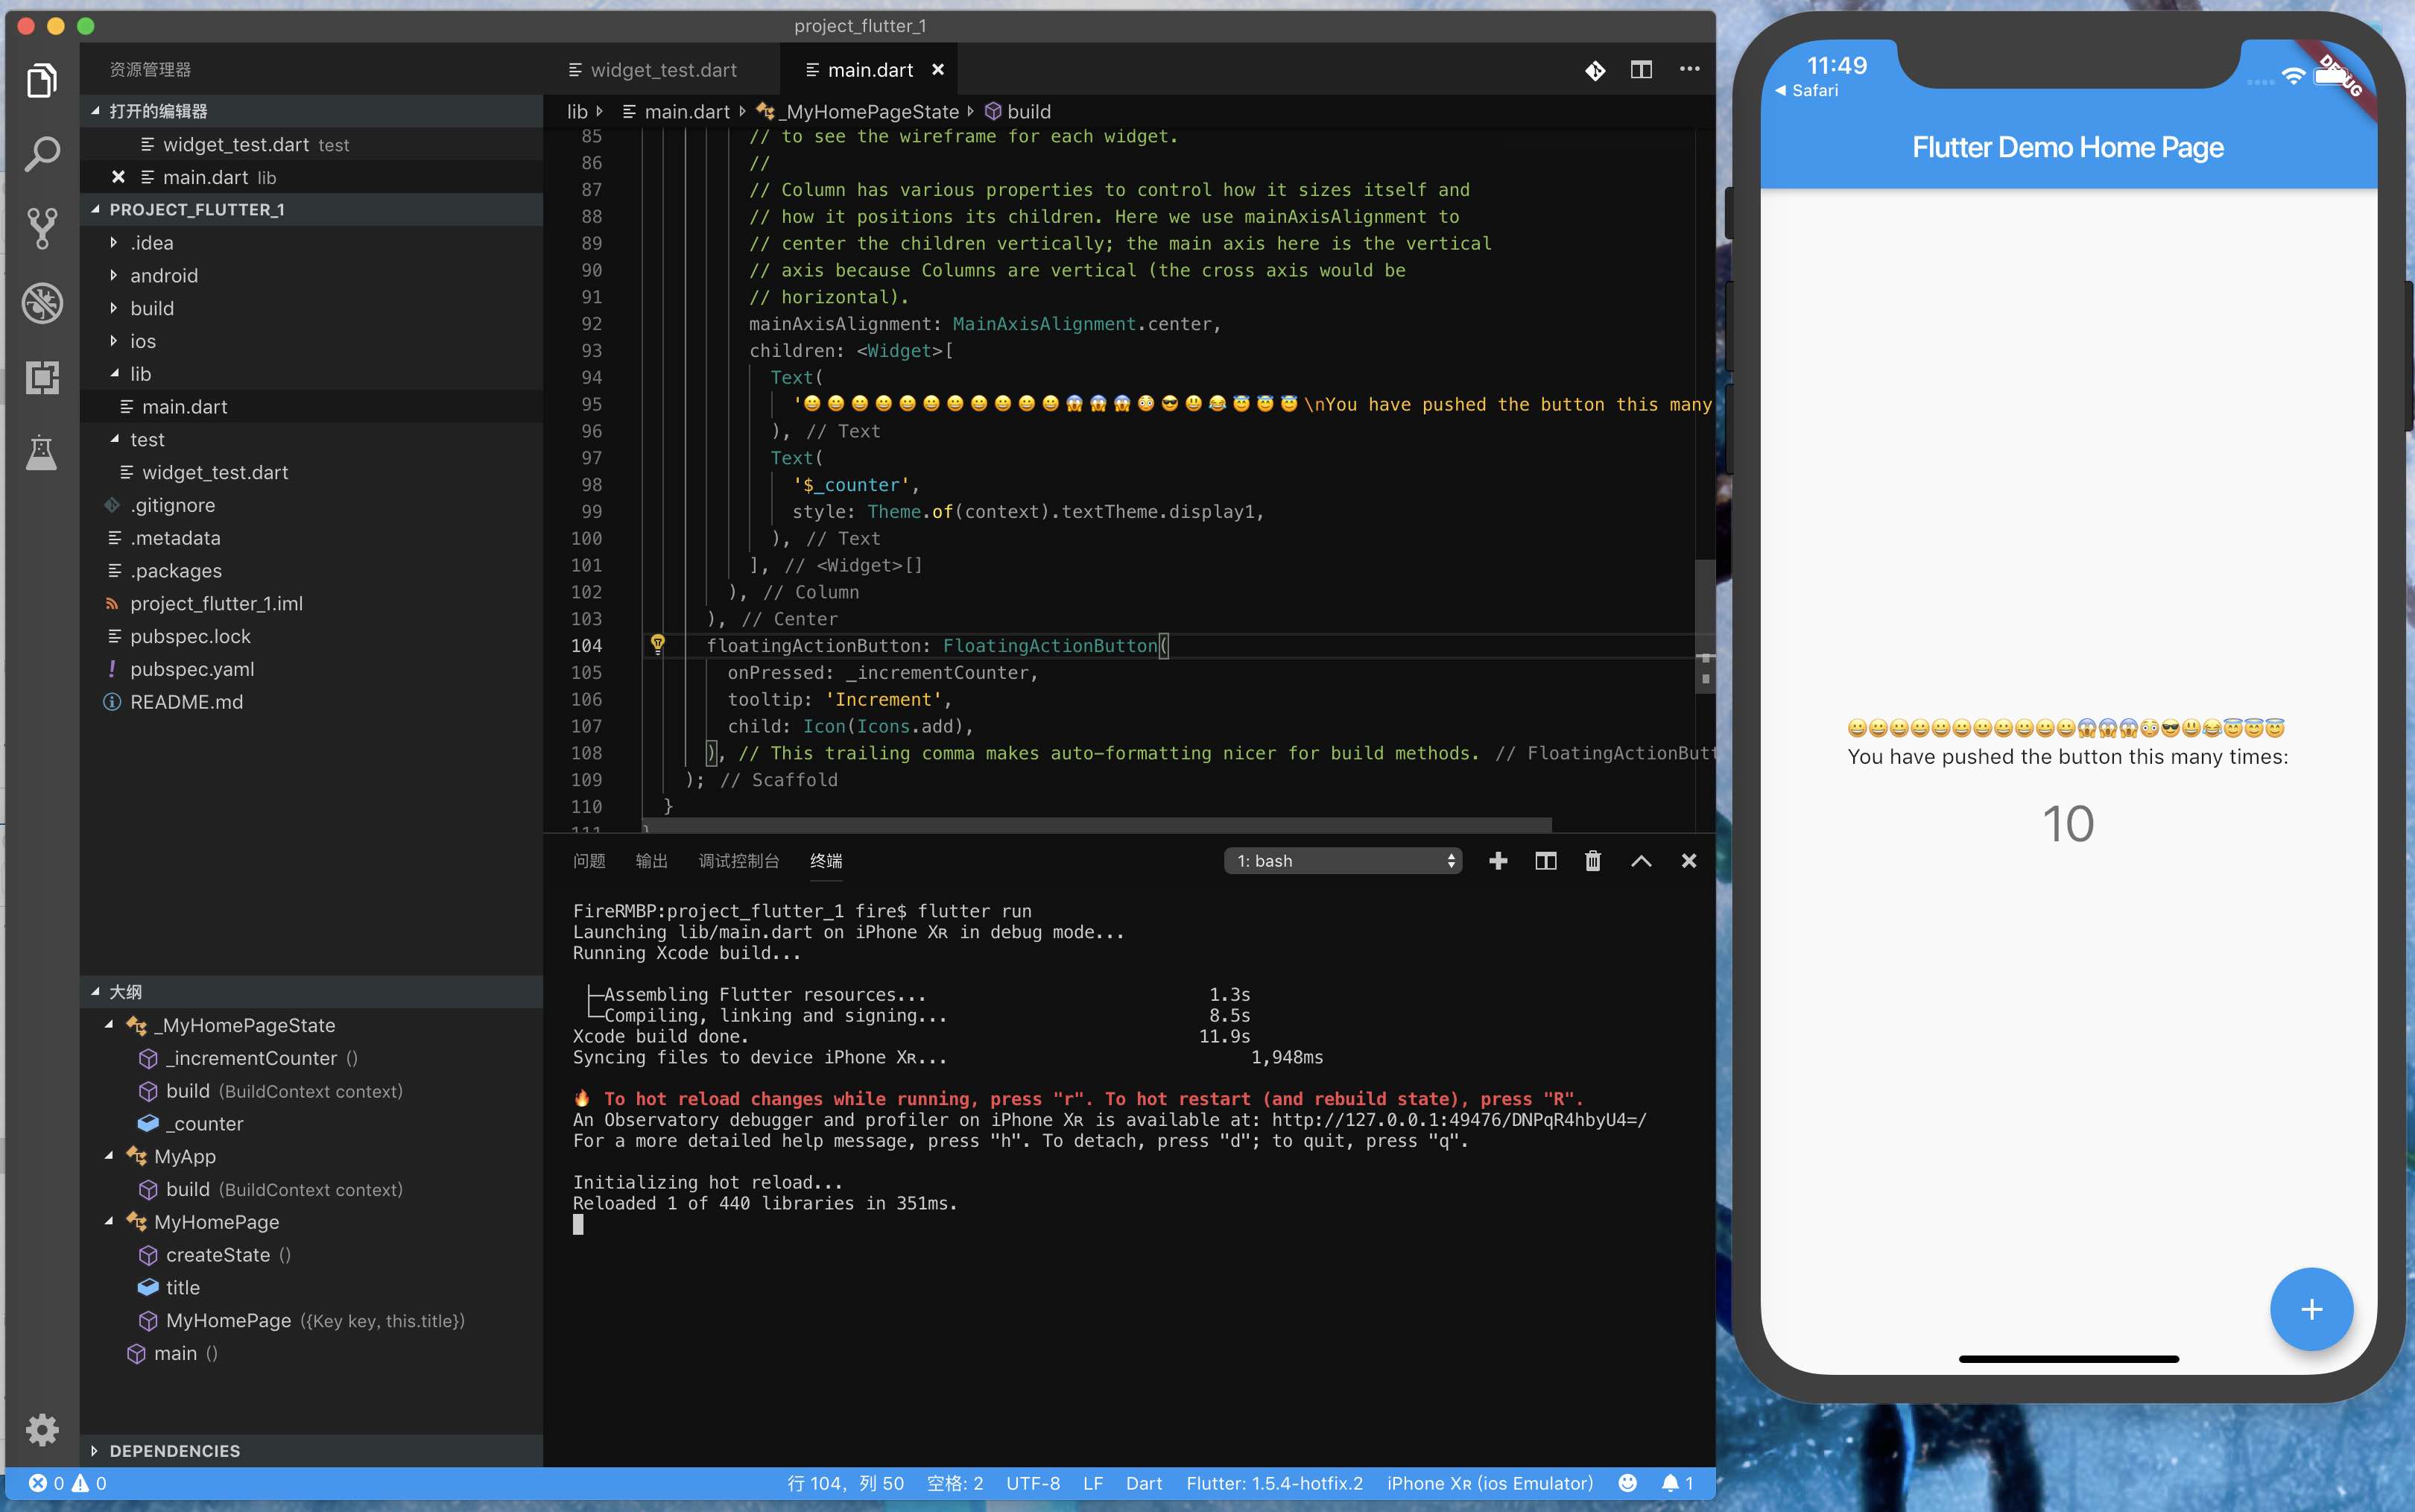 project_flutter_1
资源管理器
打开的编辑器
widget_test.dart test
main.dart lib
PROJECT_FLUTTER_1
.idea
android
build
ios
lib
main.dart
test
widget_test.dart
.gitignore
.metadata
.packages
project_flutter_1.iml
pubspec.lock
pubspec.yaml
README.md
大纲
_MyHomePageState
_incrementCounter ()
build (BuildContext context)
_counter
MyApp
build (BuildContext context)
MyHomePage
createState ()
title
MyHomePage ({Key key, this.title})
main ()
DEPENDENCIES
widget_test.dart
main.dart
lib main.dart _MyHomePageState build
85 // to see the wireframe for each widget.
86 //
87 // Column has various properties to control how it sizes itself and
88 // how it positions its children. Here we use mainAxisAlignment to
89 // center the children vertically; the main axis here is the vertical
90 // axis because Columns are vertical (the cross axis would be
91 // horizontal).
92 mainAxisAlignment: MainAxisAlignment.center,
93 children: <Widget>[
94 Text(
95 '😀😀😀😀😀😀😀😀😀😀😀😱😱😱😳😎😃😂😇😇😇\nYou have pushed the button this many
96 ), // Text
97 Text(
98 '$_counter',
99 style: Theme.of(context).textTheme.display1,
100 ), // Text
101 ], // <Widget>[]
102 ), // Column
103 ), // Center
104 floatingActionButton: FloatingActionButton(
105 onPressed: _incrementCounter,
106 tooltip: 'Increment',
107 child: Icon(Icons.add),
108 ), // This trailing comma makes auto-formatting nicer for build methods. // FloatingActionButt
109 ); // Scaffold
110 }
111 }
问题 输出 调试控制台 终端 1: bash
FireRMBP:project_flutter_1 fire$ flutter run
Launching lib/main.dart on iPhone Xʀ in debug mode...
Running Xcode build...
├─Assembling Flutter resources... 1.3s
└─Compiling, linking and signing... 8.5s
Xcode build done. 11.9s
Syncing files to device iPhone Xʀ... 1,948ms
🔥 To hot reload changes while running, press "r". To hot restart (and rebuild state), press "R".
An Observatory debugger and profiler on iPhone Xʀ is available at: http://127.0.0.1:49476/DNPqR4hbyU4=/
For a more detailed help message, press "h". To detach, press "d"; to quit, press "q".
Initializing hot reload...
Reloaded 1 of 440 libraries in 351ms.
0 0 行 104，列 50 空格: 2 UTF-8 LF Dart Flutter: 1.5.4-hotfix.2 iPhone Xʀ (ios Emulator) 1
11:49
Safari
DEBUG
Flutter Demo Home Page
😀😀😀😀😀😀😀😀😀😀😀😱😱😱😳😎😃😂😇😇😇
You have pushed the button this many times:
10
+